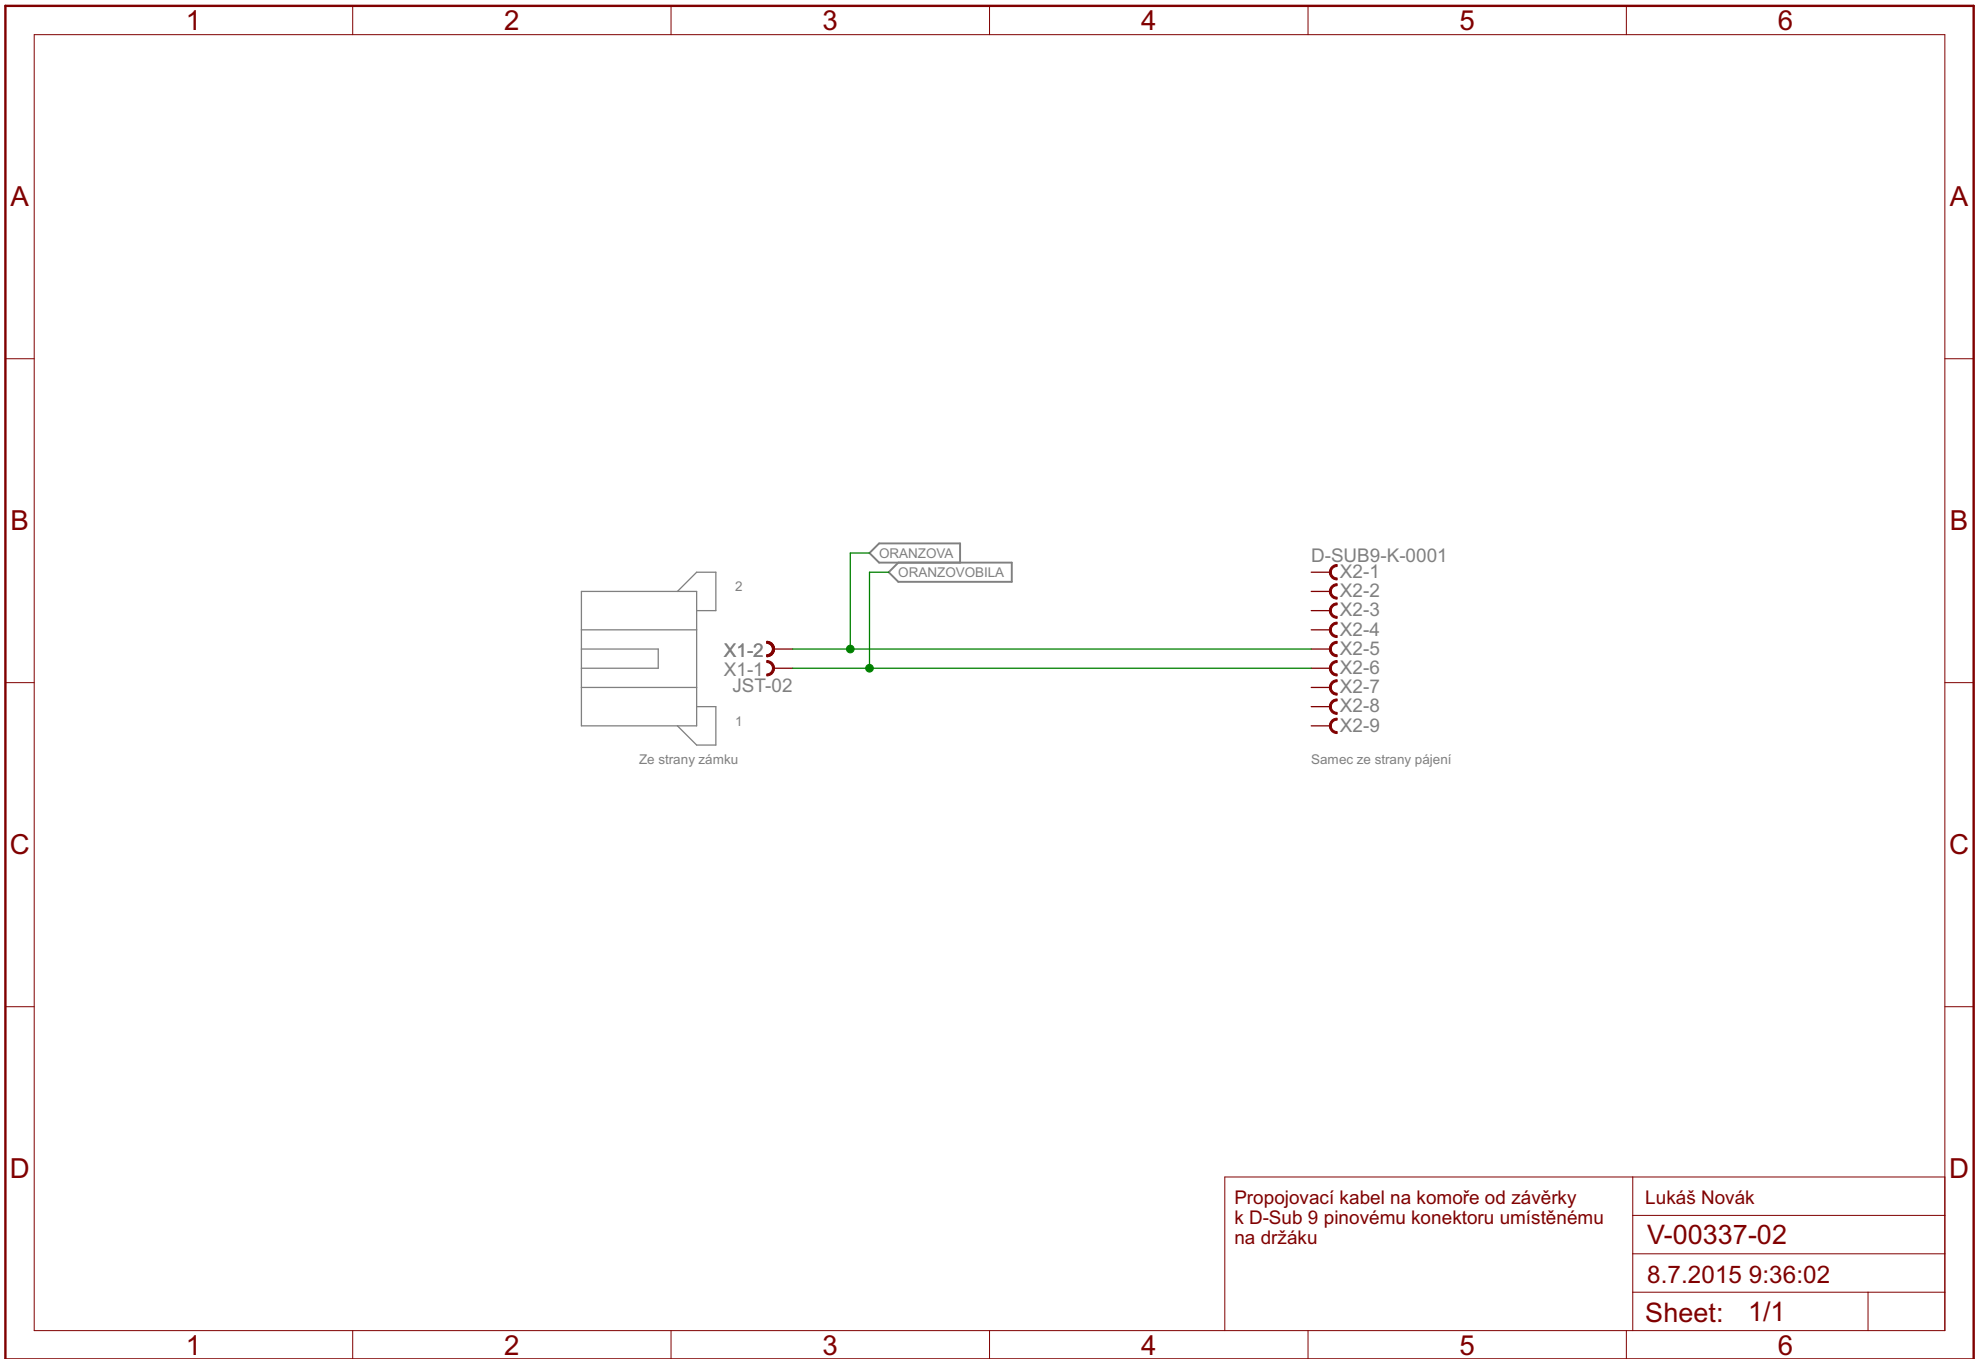 1 2 3 4 5 6
A A
B B
ORANZOVA
ORANZOVOBILA
2
X1-2
X1-1
JST-02
1
Ze strany zámku
D-SUB9-K-0001
X2-1
X2-2
X2-3
X2-4
X2-5
X2-6
X2-7
X2-8
X2-9
Samec ze strany pájení
C C
D D
Propojovací kabel na komoře od závěrky
k D-Sub 9 pinovému konektoru umístěnému
na držáku
Lukáš Novák
V-00337-02
8.7.2015 9:36:02
Sheet: 1/1
1 2 3 4 5 6